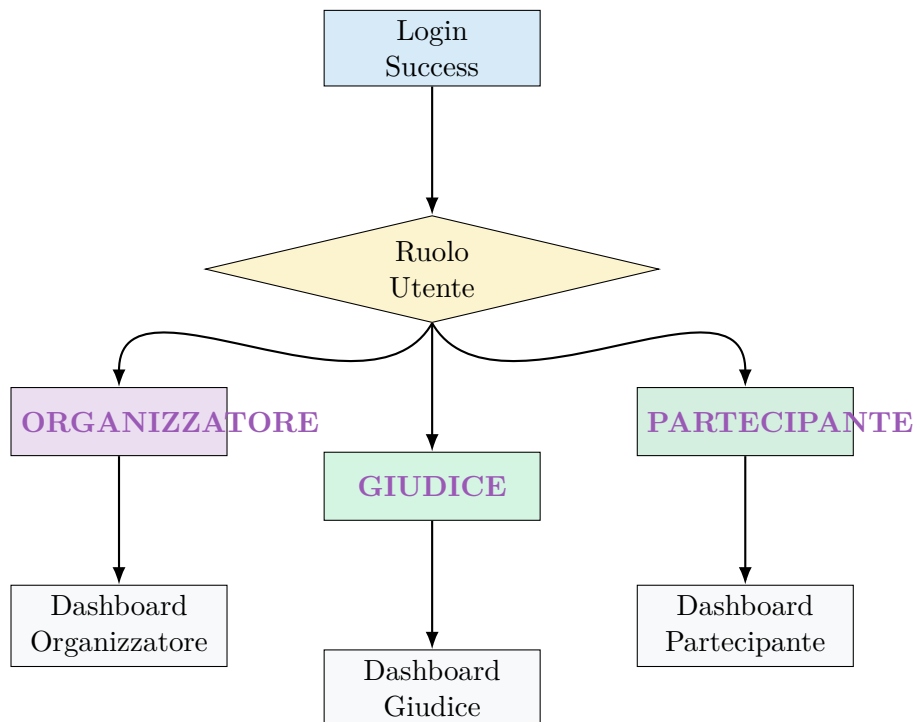 Login
Success
Ruolo
Utente
ORGANIZZATORE
PARTECIPANTE
GIUDICE
Dashboard
Organizzatore
Dashboard
Partecipante
Dashboard
Giudice